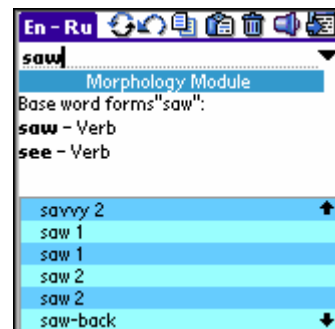 En - Ru
saw
Morphology Module
Base word forms"saw":
saw - Verb
see - Verb
savvy 2
saw 1
saw 1
saw 2
saw 2
saw-back